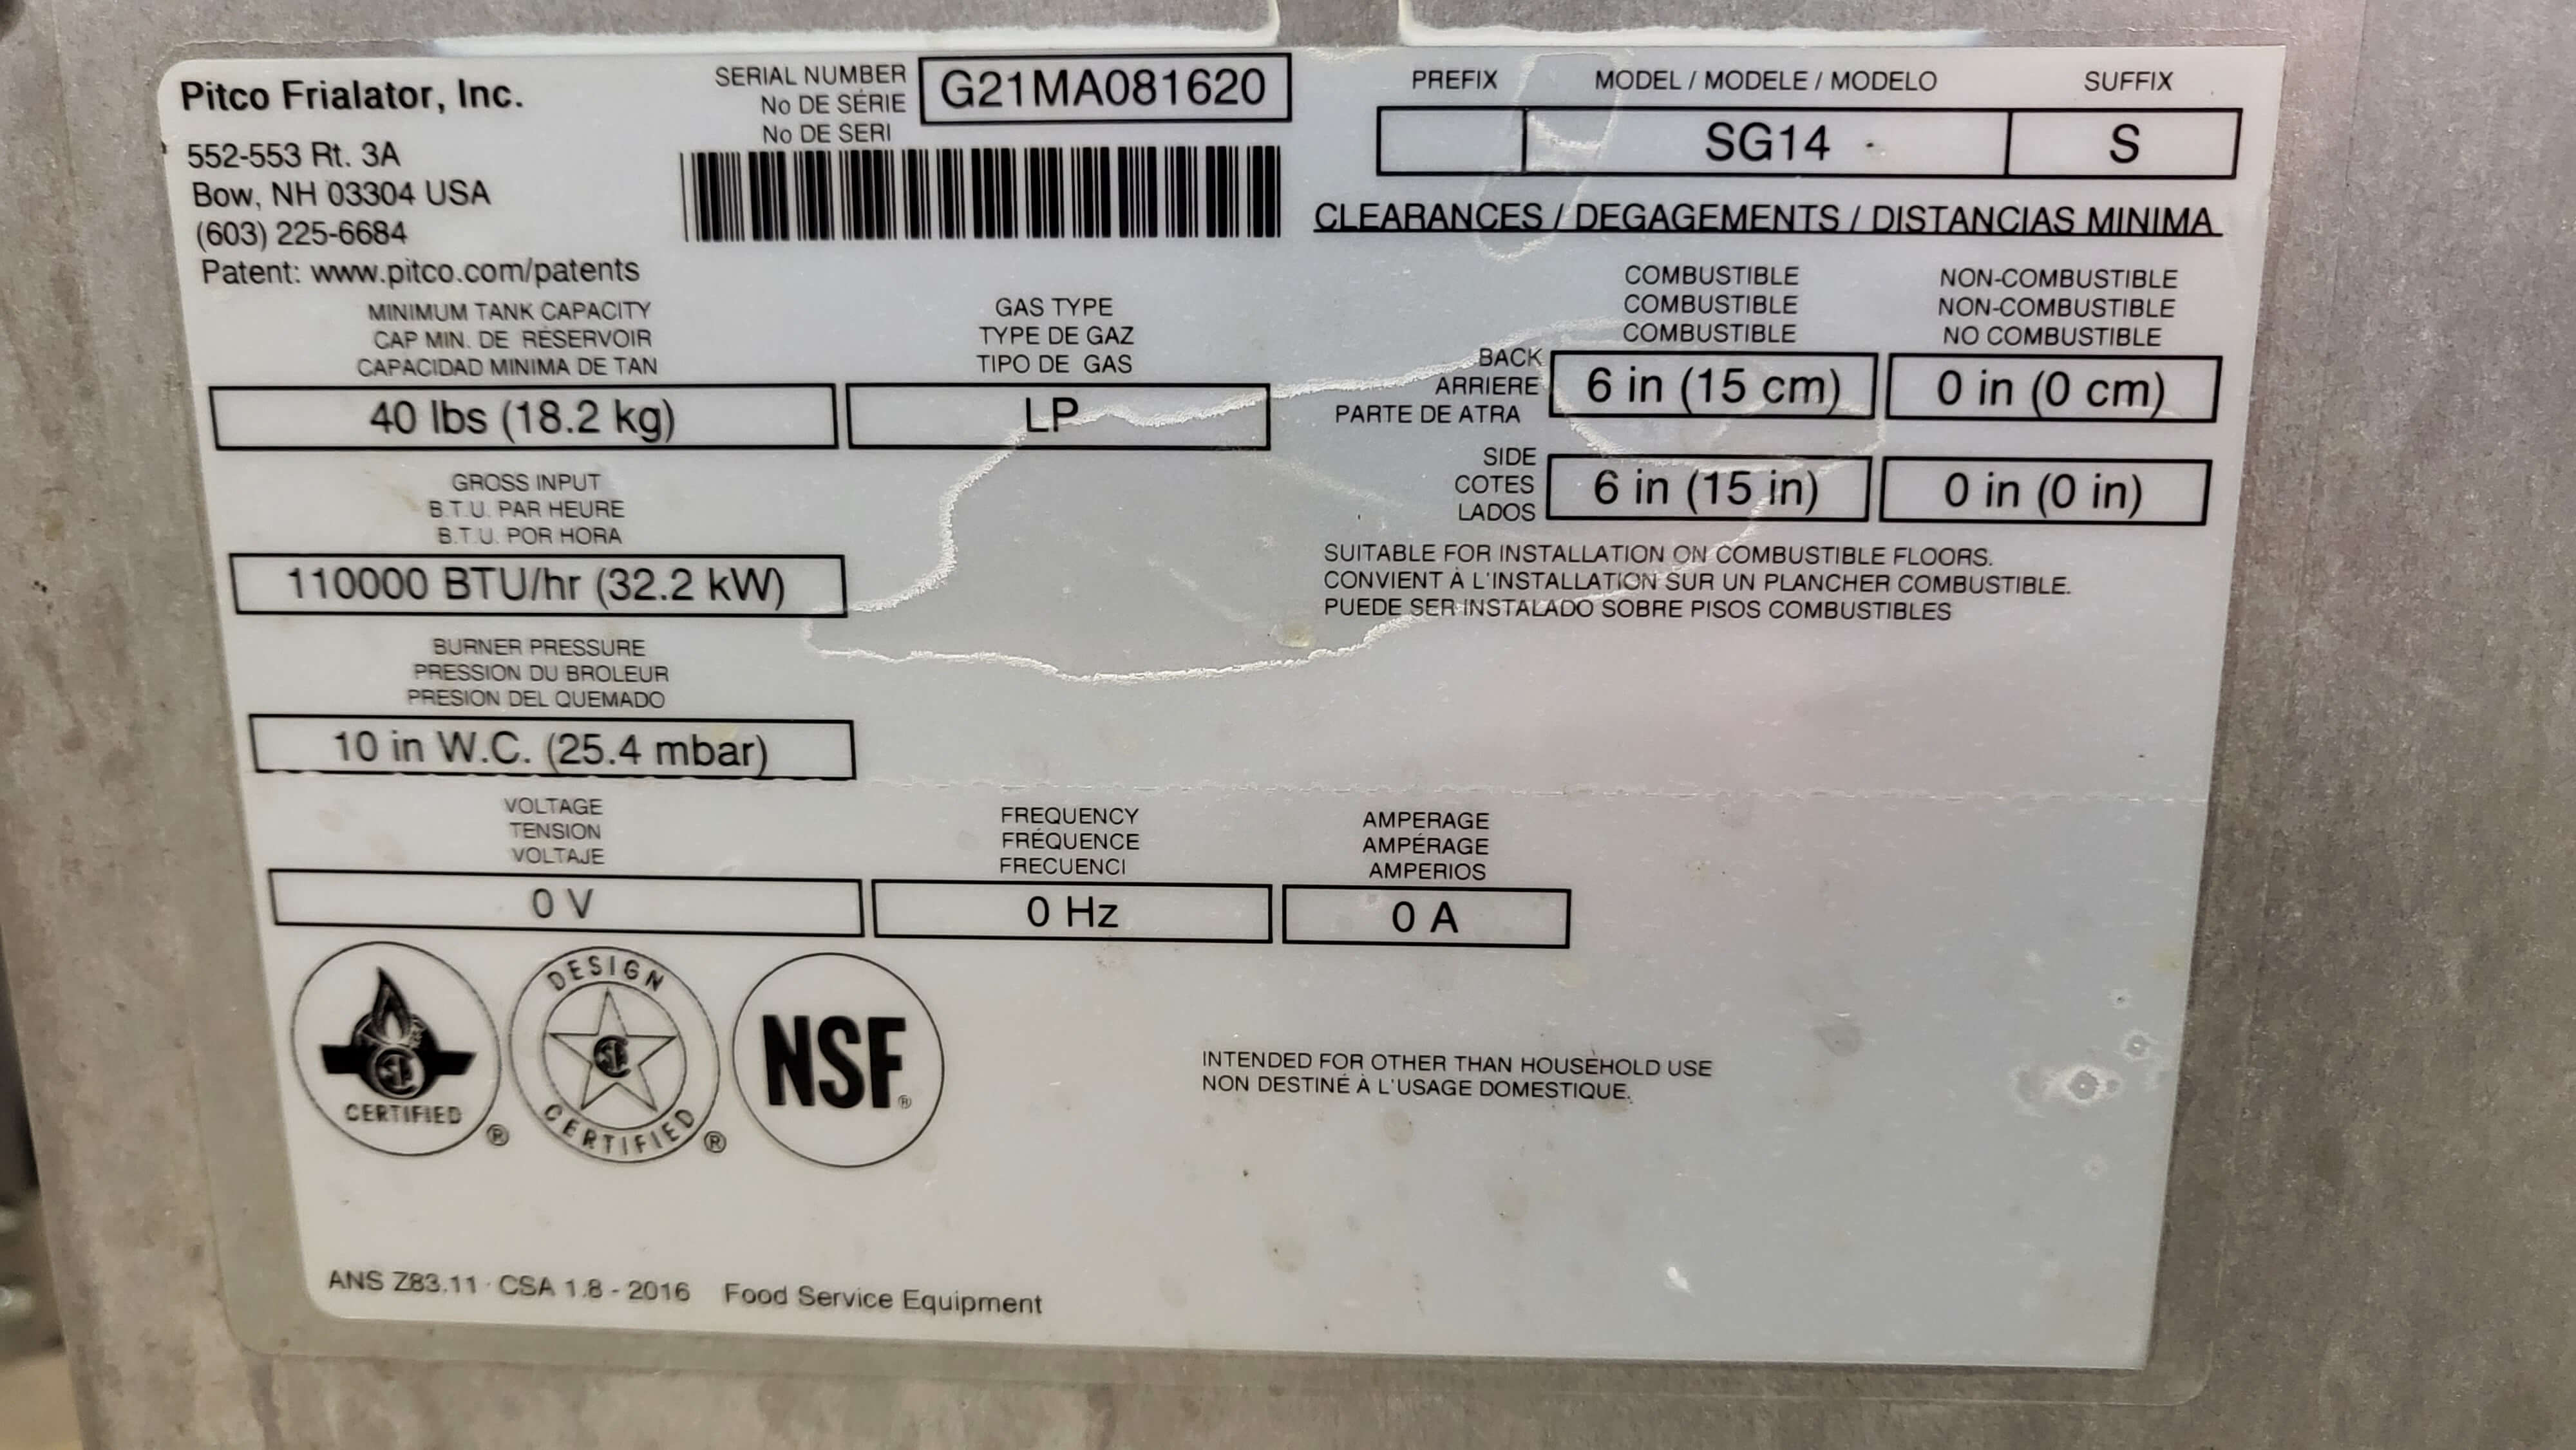 Pitco Frialator, Inc.
552-553 Rt. 3A
Bow, NH 03304 USA
(603) 225-6684
Patent: www.pitco.com/patents
SERIAL NUMBER
No DE SÉRIE
No DE SERI
G21MA081620
PREFIX
MODEL / MODELE / MODELO
SUFFIX
SG14
S
CLEARANCES / DEGAGEMENTS / DISTANCIAS MINIMA
COMBUSTIBLE
COMBUSTIBLE
COMBUSTIBLE
NON-COMBUSTIBLE
NON-COMBUSTIBLE
NO COMBUSTIBLE
BACK
ARRIERE
PARTE DE ATRA
6 in (15 cm)
0 in (0 cm)
SIDE
COTES
LADOS
6 in (15 in)
0 in (0 in)
SUITABLE FOR INSTALLATION ON COMBUSTIBLE FLOORS.
CONVIENT À L'INSTALLATION SUR UN PLANCHER COMBUSTIBLE.
PUEDE SER INSTALADO SOBRE PISOS COMBUSTIBLES
MINIMUM TANK CAPACITY
CAP MIN. DE RÉSERVOIR
CAPACIDAD MINIMA DE TAN
40 lbs (18.2 kg)
GAS TYPE
TYPE DE GAZ
TIPO DE GAS
LP
GROSS INPUT
B.T.U. PAR HEURE
B.T.U. POR HORA
110000 BTU/hr (32.2 kW)
BURNER PRESSURE
PRESSION DU BROLEUR
PRESION DEL QUEMADO
10 in W.C. (25.4 mbar)
VOLTAGE
TENSION
VOLTAJE
0 V
FREQUENCY
FRÉQUENCE
FRECUENCI
0 Hz
AMPERAGE
AMPÉRAGE
AMPERIOS
0 A
CERTIFIED ®
DESIGN
CERTIFIED ®
NSF®
INTENDED FOR OTHER THAN HOUSEHOLD USE
NON DESTINÉ À L'USAGE DOMESTIQUE.
ANS Z83.11 · CSA 1.8 - 2016 Food Service Equipment